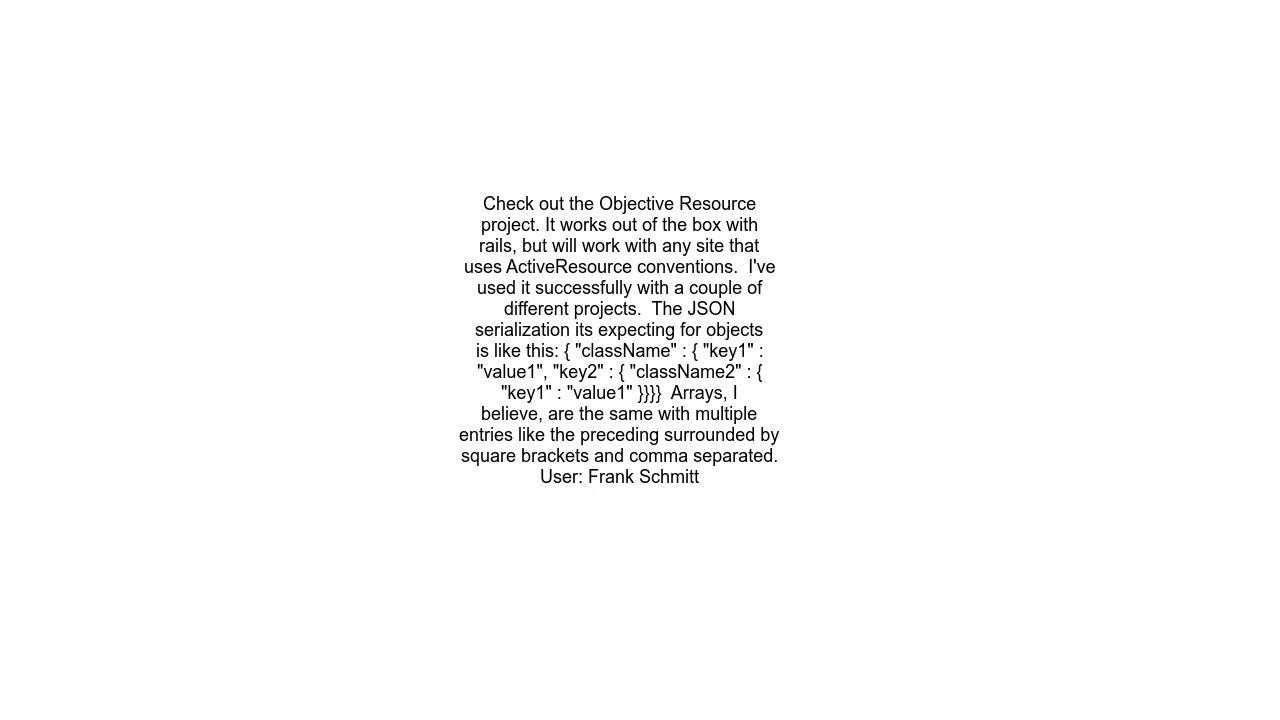 Check out the Objective Resource
project. It works out of the box with
rails, but will work with any site that
uses ActiveResource conventions.  I've
used it successfully with a couple of
different projects.  The JSON
serialization its expecting for objects
is like this: { "className" : { "key1" :
"value1", "key2" : { "className2" : {
"key1" : "value1" }}}}  Arrays, I
believe, are the same with multiple
entries like the preceding surrounded by
square brackets and comma separated.
User: Frank Schmitt